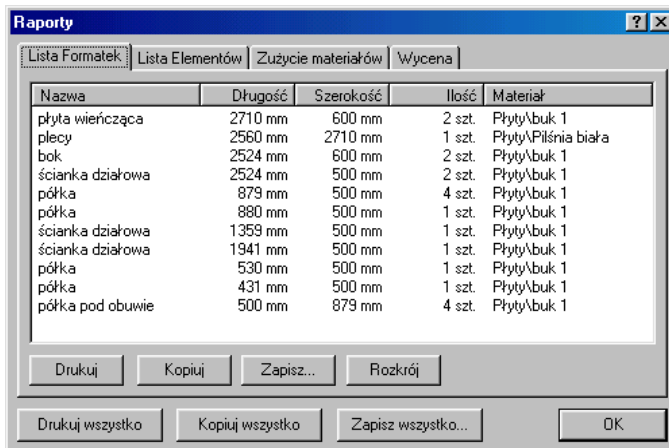 Raporty
Lista Formatek Lista Elementów Zużycie materiałów Wycena
Nazwa Długość Szerokość Ilość Materiał
płyta wieńcząca 2710 mm 600 mm 2 szt. Płyty\buk 1
plecy 2560 mm 2710 mm 1 szt. Płyty\Pilśnia biała
bok 2524 mm 600 mm 2 szt. Płyty\buk 1
ścianka działowa 2524 mm 500 mm 2 szt. Płyty\buk 1
półka 879 mm 500 mm 4 szt. Płyty\buk 1
półka 880 mm 500 mm 1 szt. Płyty\buk 1
ścianka działowa 1359 mm 500 mm 1 szt. Płyty\buk 1
ścianka działowa 1941 mm 500 mm 1 szt. Płyty\buk 1
półka 530 mm 500 mm 1 szt. Płyty\buk 1
półka 431 mm 500 mm 1 szt. Płyty\buk 1
półka pod obuwie 500 mm 879 mm 4 szt. Płyty\buk 1
Drukuj Kopiuj Zapisz... Rozkrój
Drukuj wszystko Kopiuj wszystko Zapisz wszystko... OK